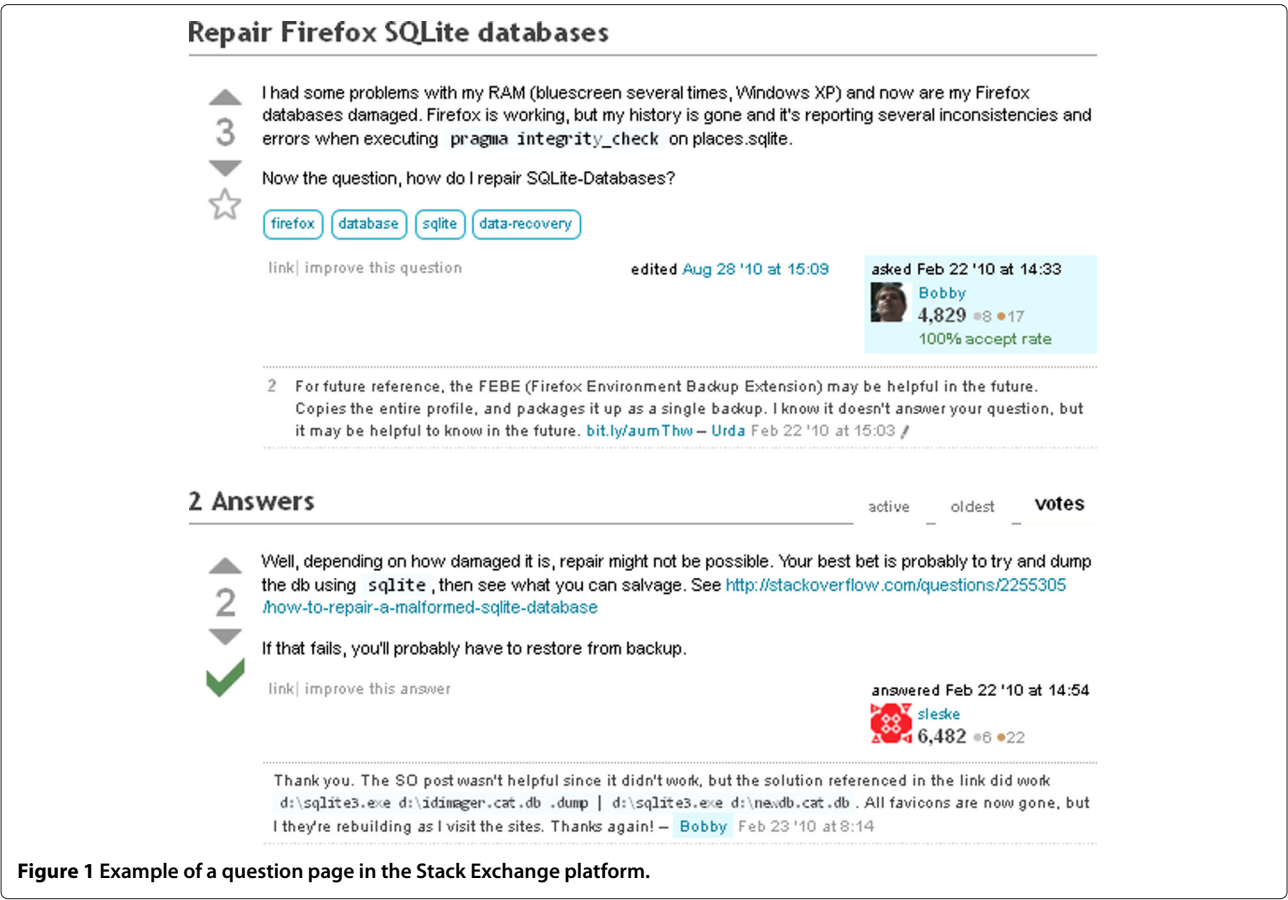 Repair Firefox SQLite databases
I had some problems with my RAM (bluescreen several times, Windows XP) and now are my Firefox
3
databases damaged. Firefox is working, but my history is gone and it's reporting several inconsistencies and
errors when executing pragma integrity_check on places.sqlite.
Now the question, how do I repair SQLite-Databases?
firefox database sqlite data-recovery
link| improve this question edited Aug 28 '10 at 15:09 asked Feb 22 '10 at 14:33
Bobby
4,829 8 17
100% accept rate
2 For future reference, the FEBE (Firefox Environment Backup Extension) may be helpful in the future.
Copies the entire profile, and packages it up as a single backup. I know it doesn't answer your question, but
it may be helpful to know in the future. bit.ly/aumThw – Urda Feb 22 '10 at 15:03
2 Answers active oldest votes
Well, depending on how damaged it is, repair might not be possible. Your best bet is probably to try and dump
2
the db using sqlite, then see what you can salvage. See http://stackoverflow.com/questions/2255305
/how-to-repair-a-malformed-sqlite-database
If that fails, you'll probably have to restore from backup.
link| improve this answer answered Feb 22 '10 at 14:54
sleske
6,482 6 22
Thank you. The SO post wasn't helpful since it didn't work, but the solution referenced in the link did work
d:\sqlite3.exe d:\idimager.cat.db .dump | d:\sqlite3.exe d:\newdb.cat.db . All favicons are now gone, but
I they're rebuilding as I visit the sites. Thanks again! – Bobby Feb 23 '10 at 8:14
Figure 1 Example of a question page in the Stack Exchange platform.